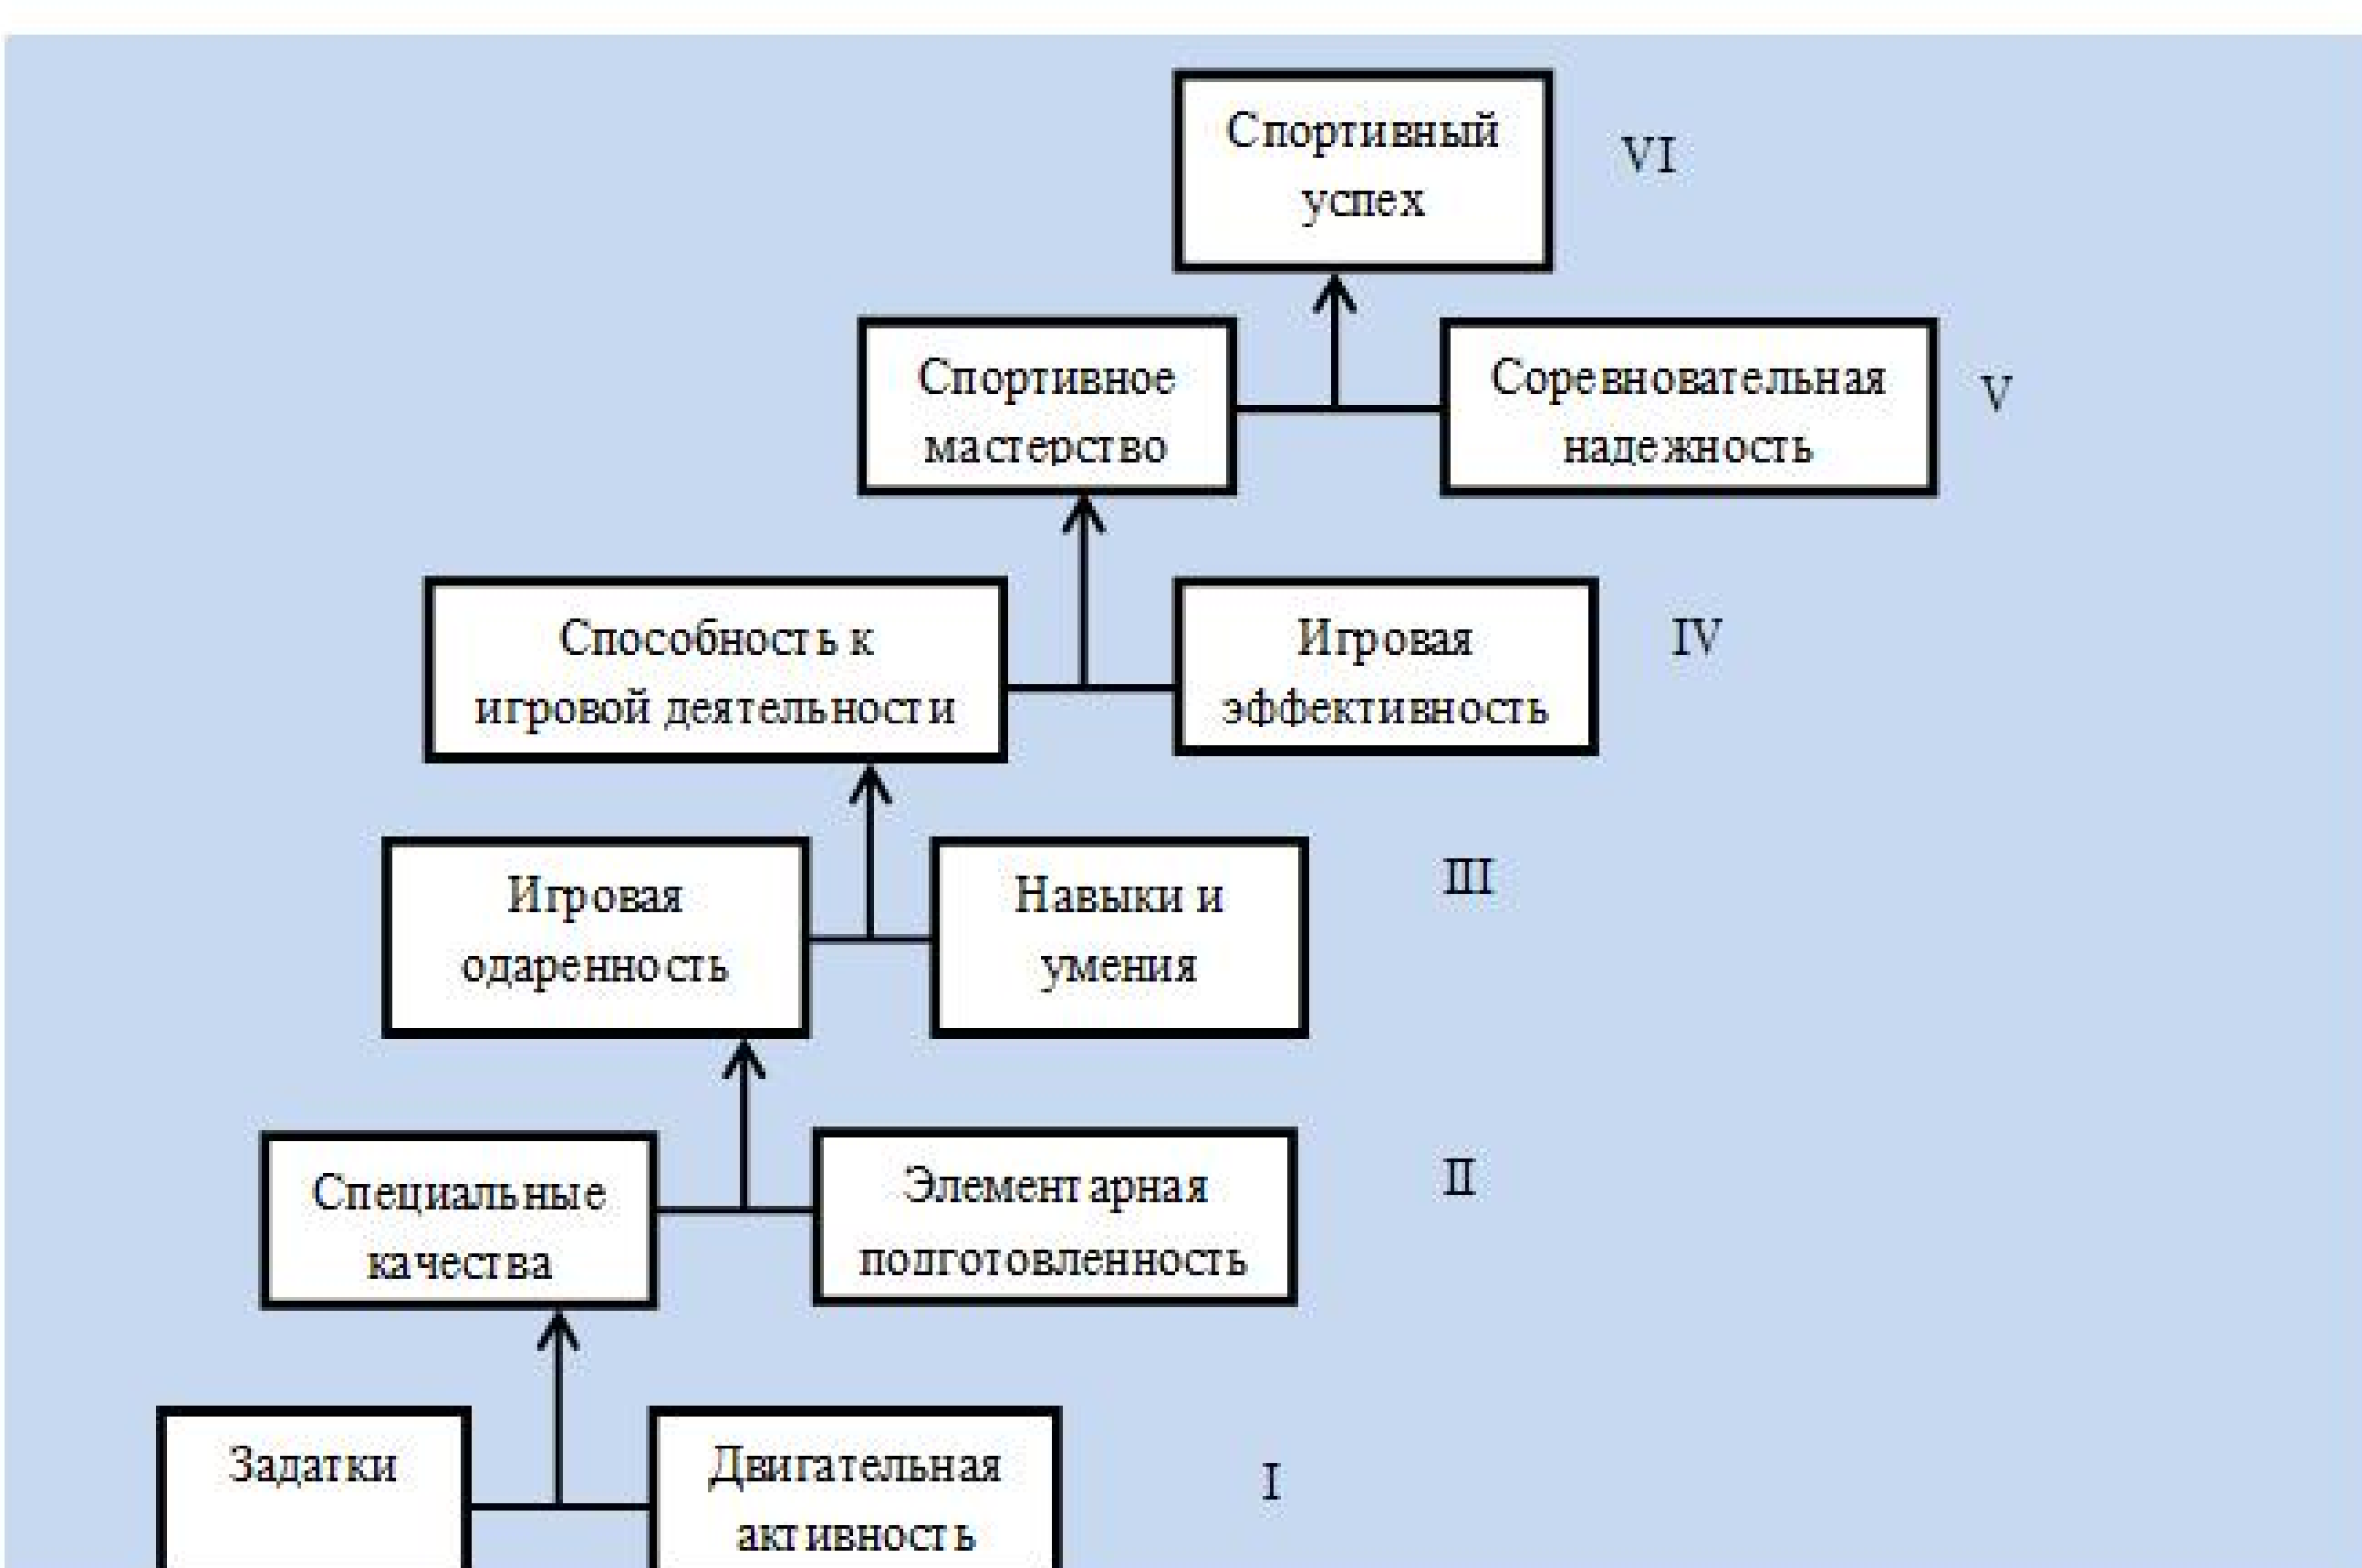 Спортивный
успех
VI
Спортивное
мастерство
Соревновательная
надежность
V
Способность к
игровой деятельности
Игровая
эффективность
IV
Игровая
одаренность
Навыки и
умения
III
Специальные
качества
Элементарная
подготовленность
II
Задатки
Двигательная
активность
I